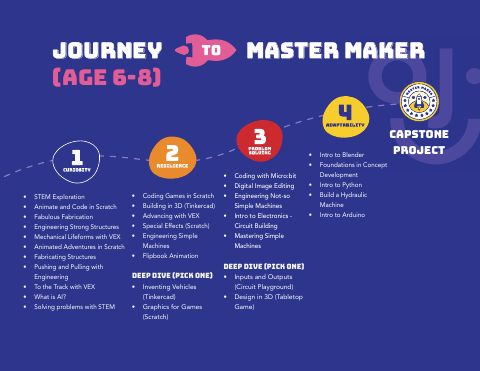 JOURNEY TO MASTER MAKER
(AGE 6-8)
1
CURIOSITY
• STEM Exploration
• Animate and Code in Scratch
• Fabulous Fabrication
• Engineering Strong Structures
• Mechanical Lifeforms with VEX
• Animated Adventures in Scratch
• Fabricating Structures
• Pushing and Pulling with
Engineering
• To the Track with VEX
• What is AI?
• Solving problems with STEM
2
RESILIENCE
• Coding Games in Scratch
• Building in 3D (Tinkercad)
• Advancing with VEX
• Special Effects (Scratch)
• Engineering Simple
Machines
• Flipbook Animation
DEEP DIVE (PICK ONE)
• Inventing Vehicles
(Tinkercad)
• Graphics for Games
(Scratch)
3
PROBLEM
SOLVING
• Coding with Micro:bit
• Digital Image Editing
• Engineering Not-so
Simple Machines
• Intro to Electronics -
Circuit Building
• Mastering Simple
Machines
DEEP DIVE (PICK ONE)
• Inputs and Outputs
(Circuit Playground)
• Design in 3D (Tabletop
Game)
4
ADAPTABILITY
• Intro to Blender
• Foundations in Concept
Development
• Intro to Python
• Build a Hydraulic
Machine
• Intro to Arduino
CAPSTONE
PROJECT